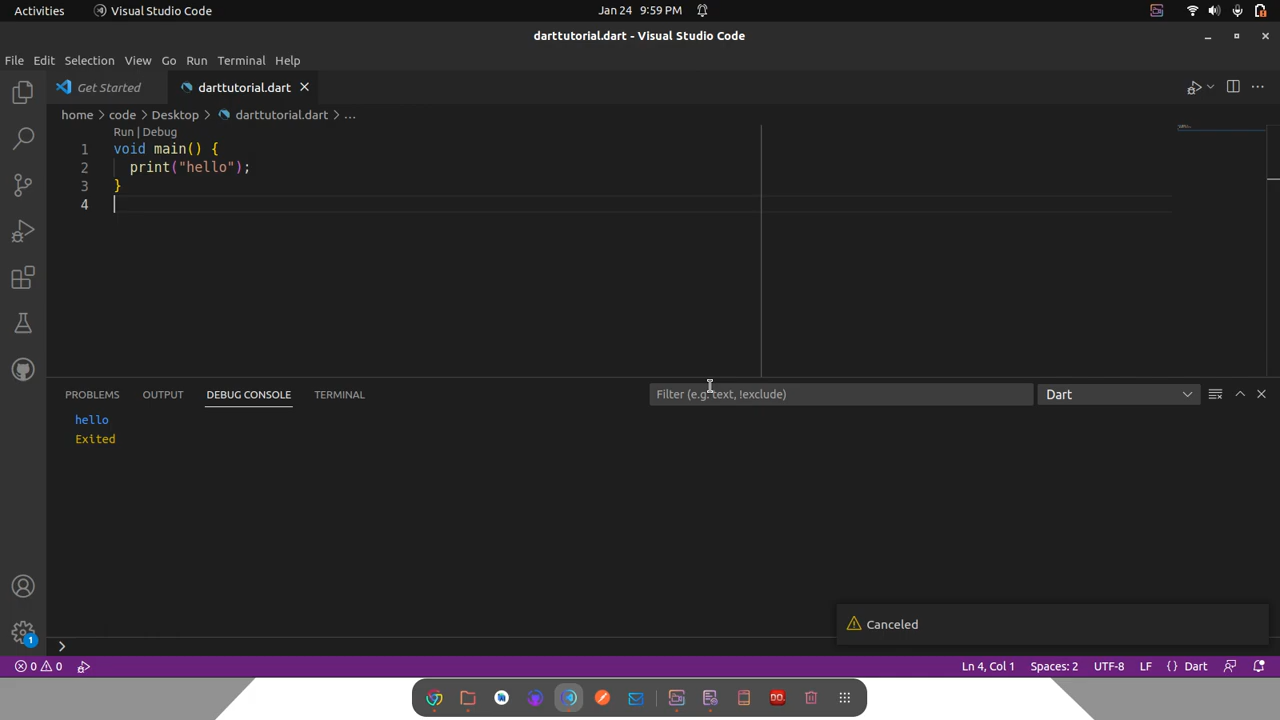 Activities Visual Studio Code Jan 24 9:59 PM
darttutorial.dart - Visual Studio Code
File Edit Selection View Go Run Terminal Help
Get Started darttutorial.dart
home > code > Desktop > darttutorial.dart > ...
Run | Debug
1 void main() {
2 print("hello");
3 }
4
PROBLEMS OUTPUT DEBUG CONSOLE TERMINAL Filter (e.g. text, !exclude) Dart
hello
Exited
Canceled
1
0 0 Ln 4, Col 1 Spaces: 2 UTF-8 LF {} Dart